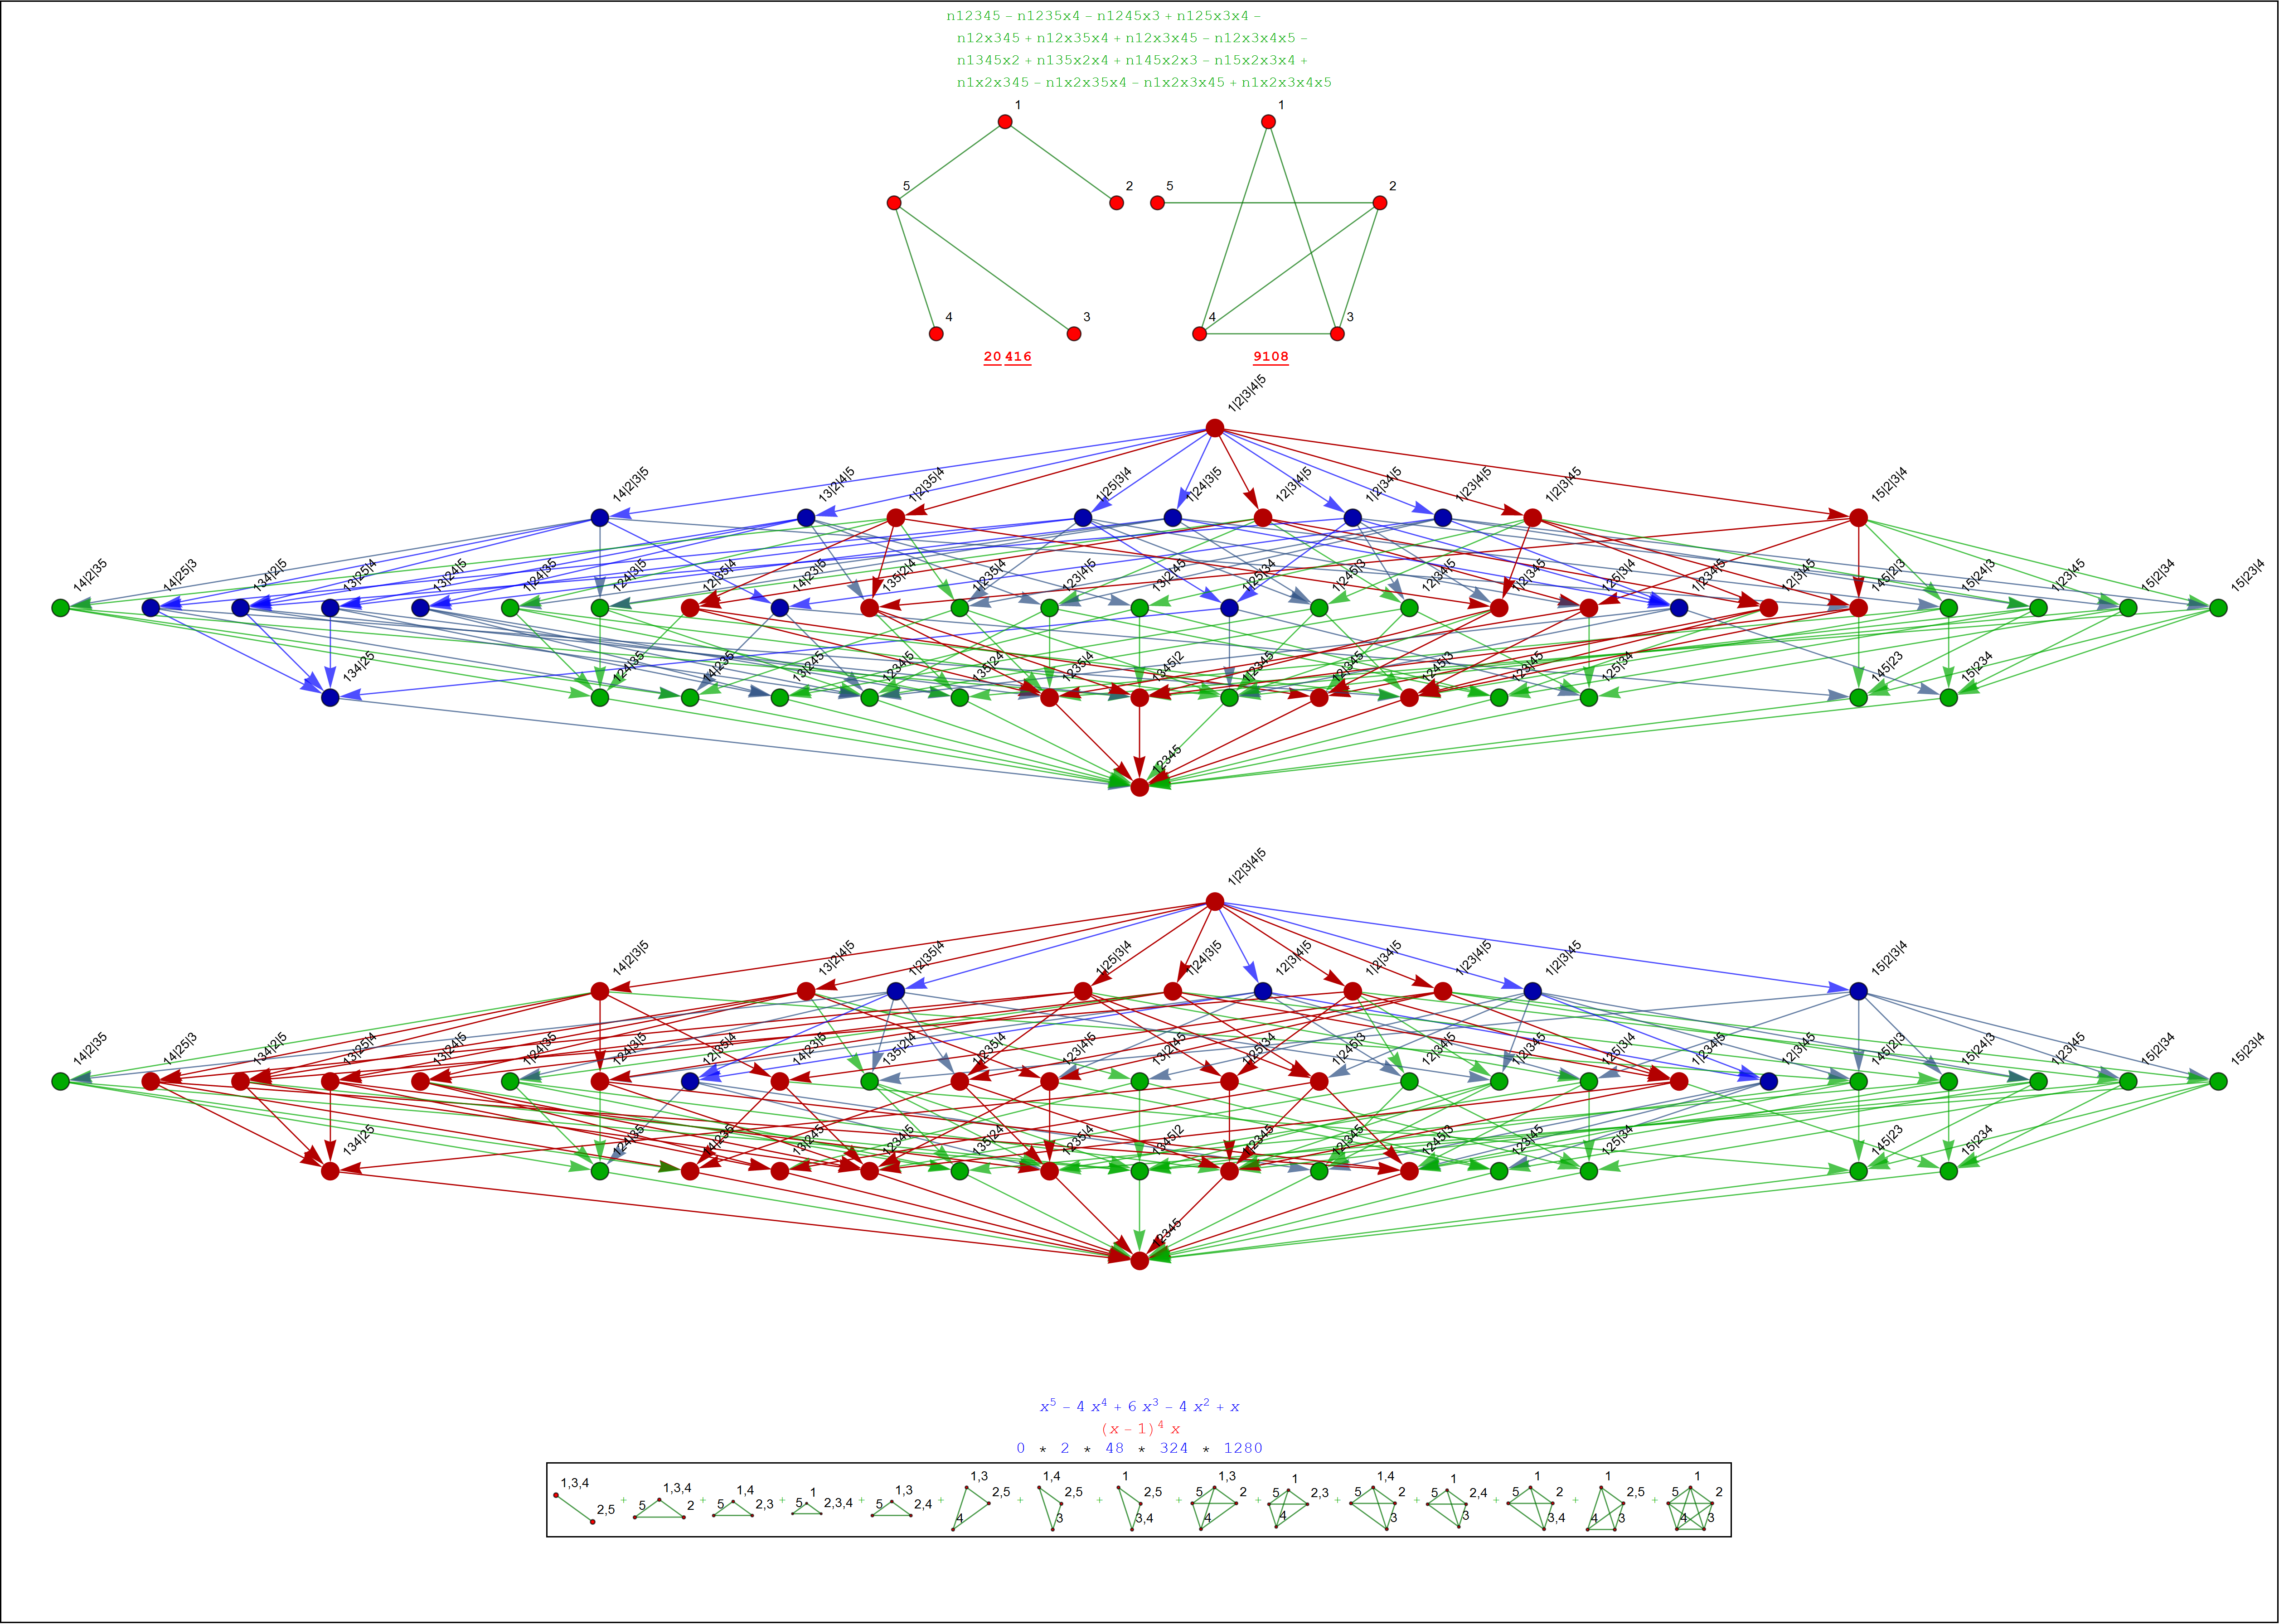 n12345 − n1235x4 − n1245x3 + n125x3x4 −
n12x345 + n12x35x4 + n12x3x45 − n12x3x4x5 −
n1345x2 + n135x2x4 + n145x2x3 − n15x2x3x4 +
n1x2x345 − n1x2x35x4 − n1x2x3x45 + n1x2x3x4x5
1
5
2
4
3
20 416
1
5
2
4
3
9108
1|2|3|4|5
14|2|3|5 13|2|4|5 1|2|35|4 1|25|3|4 1|24|3|5 12|3|4|5 1|2|34|5 1|23|4|5 1|2|3|45 15|2|3|4
14|2|35 14|25|3 134|2|5 13|25|4 13|24|5 1|24|35 124|3|5 12|35|4 14|23|5 135|2|4 1|235|4 123|4|5 13|2|45 1|25|34 1|245|3 12|34|5 1|2|345 125|3|4 1|234|5 12|3|45 145|2|3 15|24|3 1|23|45 15|2|34 15|23|4
134|25 124|35 14|235 13|245 1234|5 135|24 1235|4 1345|2 1|2345 12|345 1245|3 123|45 125|34 145|23 15|234
12345
1|2|3|4|5
14|2|3|5 13|2|4|5 1|2|35|4 1|25|3|4 1|24|3|5 12|3|4|5 1|2|34|5 1|23|4|5 1|2|3|45 15|2|3|4
14|2|35 14|25|3 134|2|5 13|25|4 13|24|5 1|24|35 124|3|5 12|35|4 14|23|5 135|2|4 1|235|4 123|4|5 13|2|45 1|25|34 1|245|3 12|34|5 1|2|345 125|3|4 1|234|5 12|3|45 145|2|3 15|24|3 1|23|45 15|2|34 15|23|4
134|25 124|35 14|235 13|245 1234|5 135|24 1235|4 1345|2 1|2345 12|345 1245|3 123|45 125|34 145|23 15|234
12345
x⁵ − 4 x⁴ + 6 x³ − 4 x² + x
(x − 1)⁴ x
0 * 2 * 48 * 324 * 1280
1,3,4 2,5 + 1,3,4 5 2 + 1,4 5 2,3 + 1 5 2,3,4 + 1,3 5 2,4 + 1,3 2,5 4 + 1,4 2,5 3 + 1 2,5 3,4 + 1,3 5 2 4 + 1 5 2,3 4 + 1,4 5 2 3 + 1 5 2,4 3 + 1 5 2 3,4 + 1 2,5 4 3 + 1 5 2 4 3